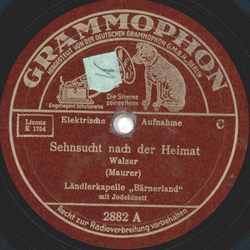 GRAMMOPHON
HERGESTELLT VON DER DEUTSCHEN GRAMMOPHON G.M.B.H. BERLIN
Die Stimme
seines Herrn
Eingetragene Schutzmarke
Elektrische Aufnahme
Lizenz
K 1754
C
Sehnsucht nach der Heimat
Walzer
(Maurer)
Ländlerkapelle „Bärnerland"
mit Jodelduett
2882 A
Recht zur Radioverbreitung vorbehalten